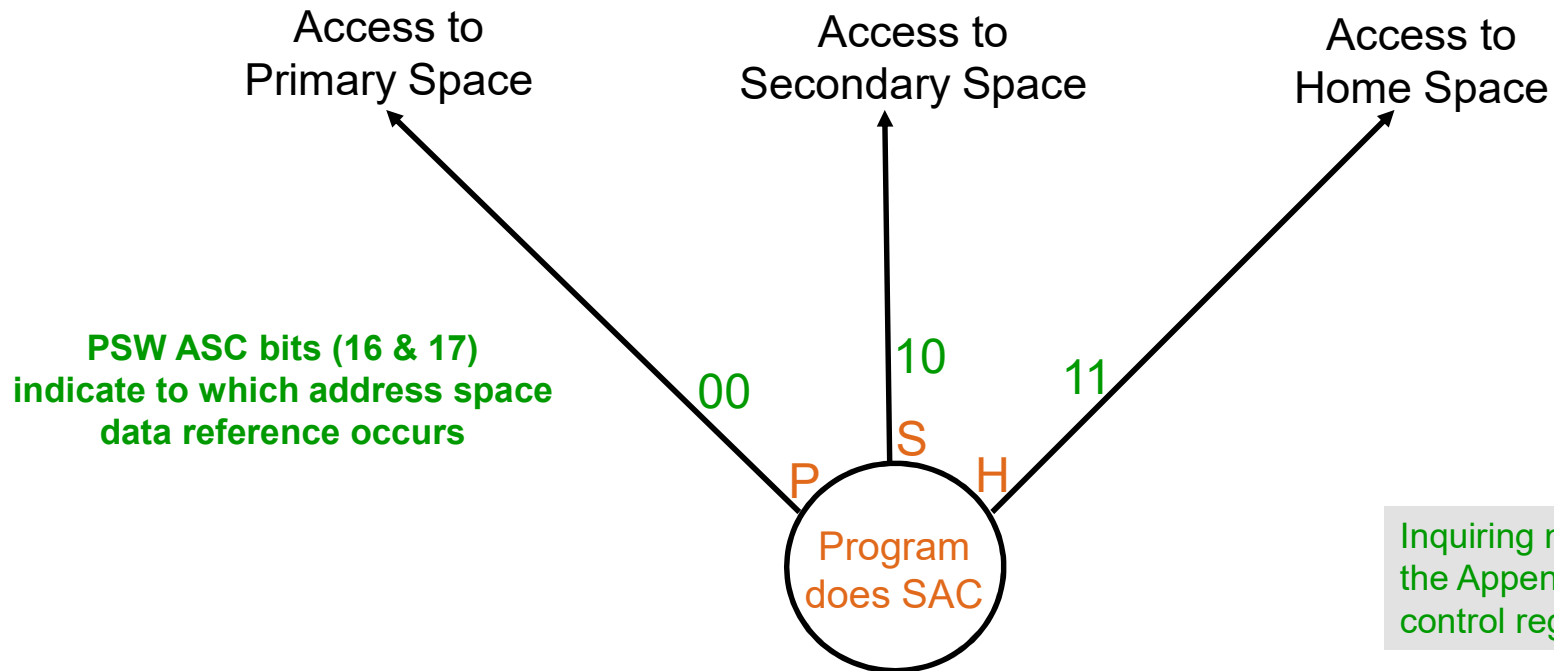 Access to
Primary Space
Access to
Secondary Space
Access to
Home Space
PSW ASC bits (16 & 17)
indicate to which address space
data reference occurs
00
10
11
P
S
H
Program
does SAC
Inquiring
the
control